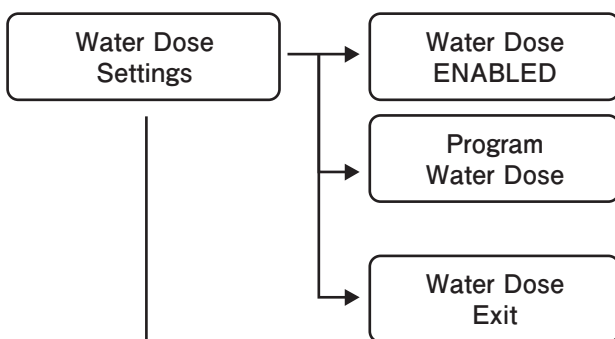 Water Dose
Settings
Water Dose
ENABLED
Program
Water Dose
Water Dose
Exit